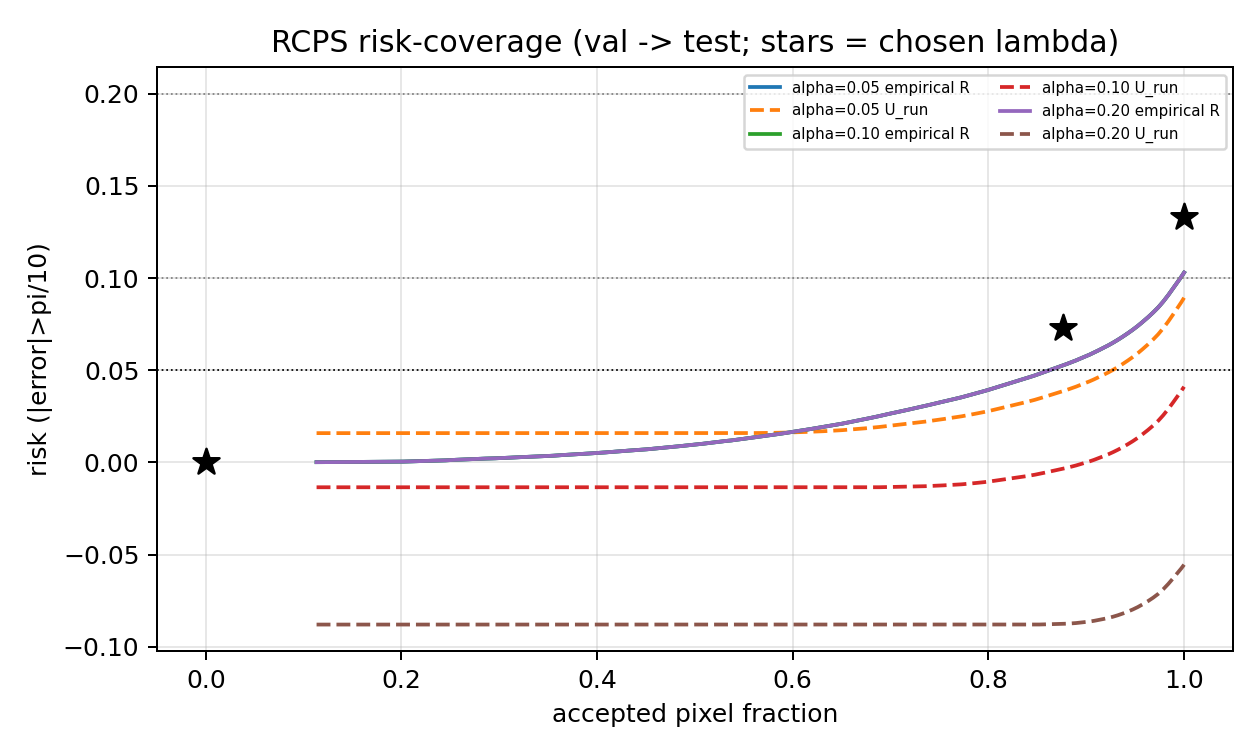 RCPS risk-coverage (val -> test; stars = chosen lambda)
alpha=0.05 empirical R
alpha=0.05 U_run
alpha=0.10 empirical R
alpha=0.10 U_run
alpha=0.20 empirical R
alpha=0.20 U_run
risk (|error|>pi/10)
0.20
0.15
0.10
0.05
0.00
−0.05
−0.10
0.0
0.2
0.4
0.6
0.8
1.0
accepted pixel fraction